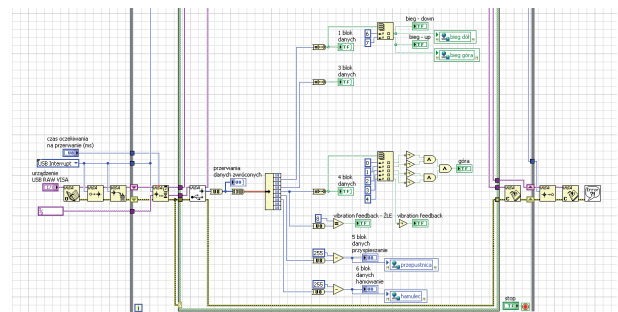 bieg - down
1 blok
danych
bieg dół
bieg - up
bieg góra
3 blok
danych
czas oczekiwania
na przerwanie (ms)
USB Interrupt
urządzenie
USB RAW VISA
przerwania
danych zwróconych
4 blok
danych
góra
vibration feedback - ŹLE
vibration feedback
5 blok
danych
przyspieszanie
255
przepustnica
6 blok
danych
hamowanie
255
hamulec
stop